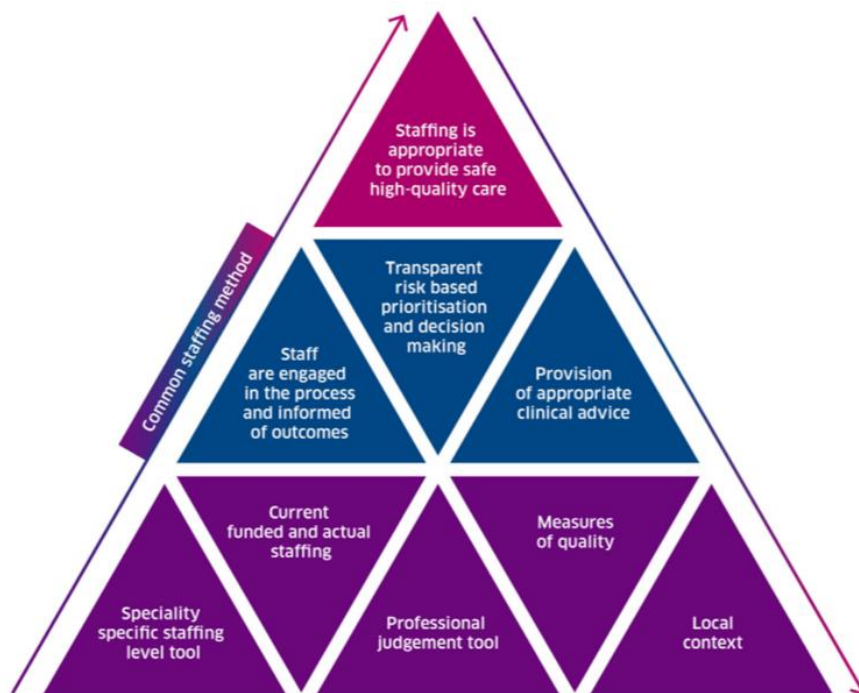 Staffing is
appropriate
to provide safe
high-quality care
Common staffing method
Transparent
risk based
prioritisation
and decision
making
Staff
are engaged
in the process
and informed
of outcomes
Provision
of appropriate
clinical advice
Current
funded and actual
staffing
Measures
of quality
Speciality
specific staffing
level tool
Professional
judgement tool
Local
context